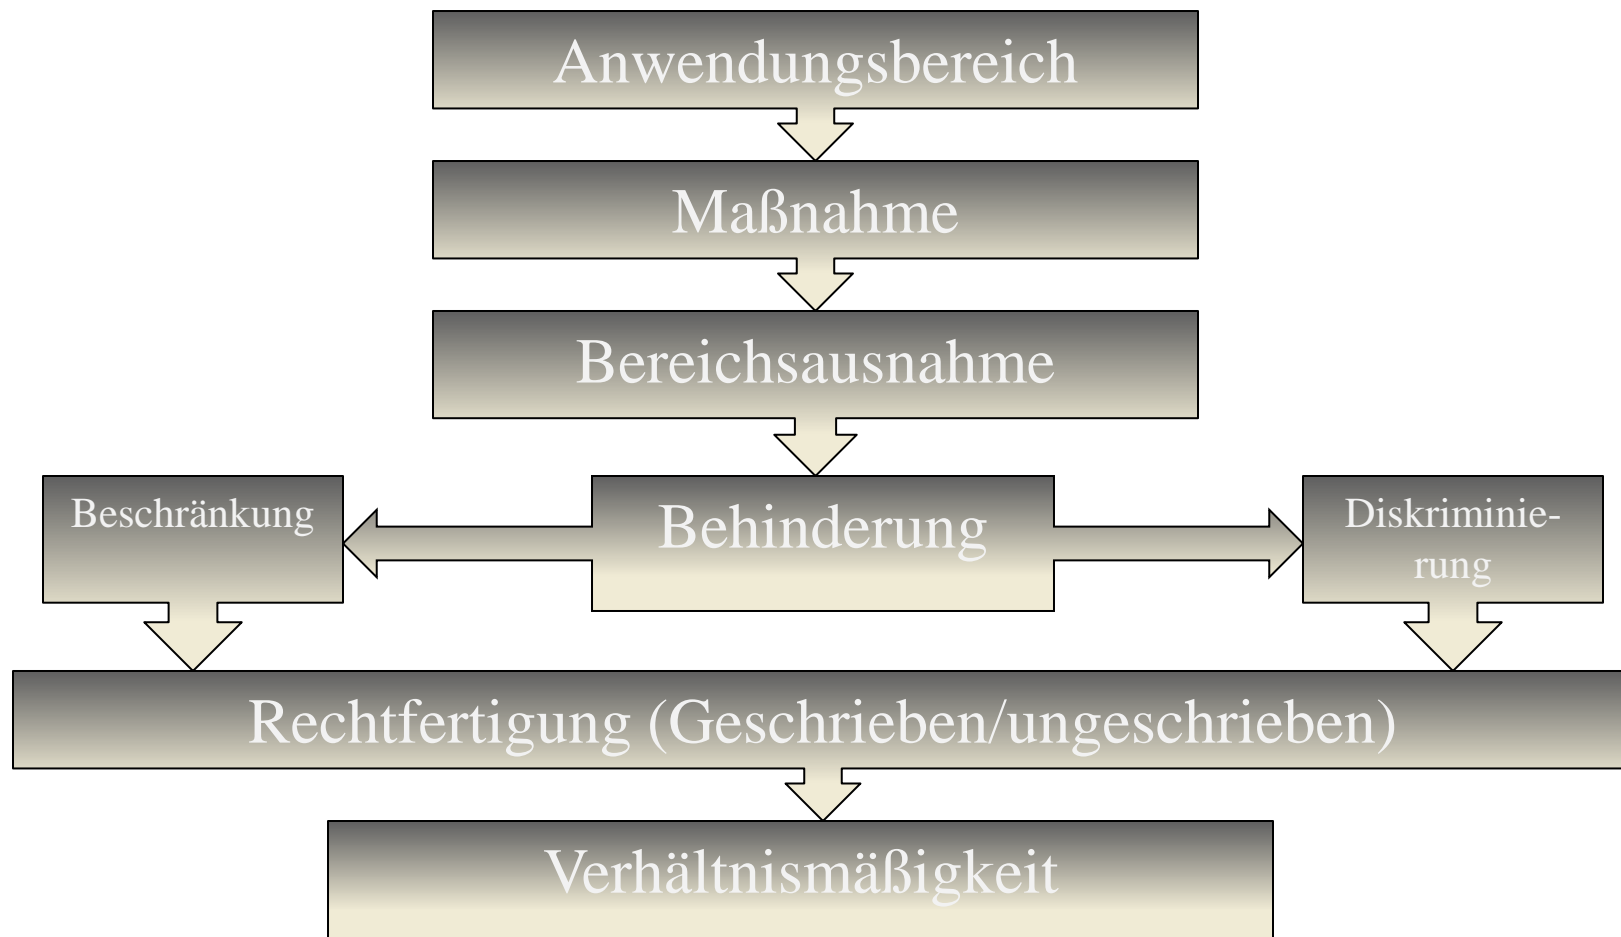 Anwendungsbereich
Maßnahme
Bereichsausnahme
Beschränkung
Behinderung
Diskriminie-
rung
Rechtfertigung (Geschrieben/ungeschrieben)
Verhältnismäßigkeit